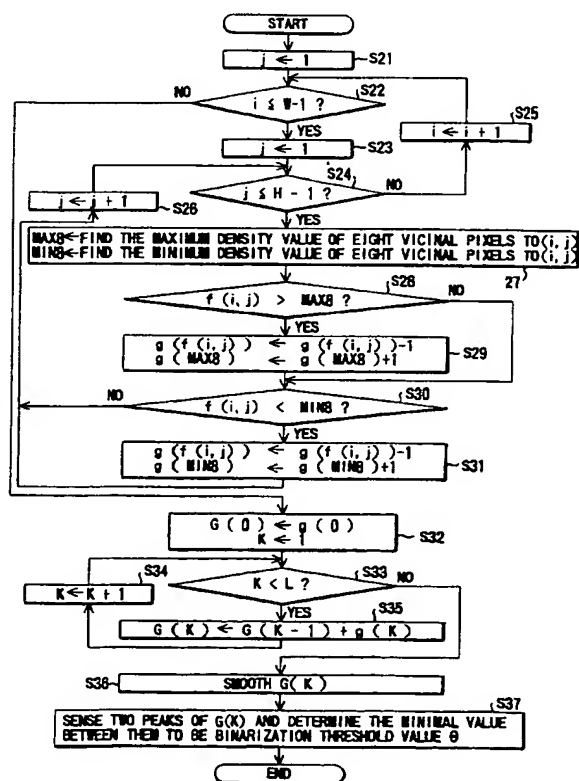 START
j ← 1
S21
i ≤ W-1 ?
S22
NO
YES
i ← i + 1
S25
j ← 1
S23
j ≤ H - 1 ?
S24
NO
j ← j + 1
S26
YES
MAX8←FIND THE MAXIMUM DENSITY VALUE OF EIGHT VICINAL PIXELS TO(i, j)
MIN8←FIND THE MINIMUM DENSITY VALUE OF EIGHT VICINAL PIXELS TO(i, j)
27
f (i, j) > MAX8 ?
S28
NO
YES
g (f (i, j)) ← g (f (i, j))-1
g ( MAX8 ) ← g ( MAX8 )+1
S29
f (i, j) < MIN8 ?
S30
NO
YES
g (f (i, j) ) ← g (f (i, j))-1
g ( MIN8 ) ← g ( MIN8 )+1
S31
G ( 0 ) ← g ( 0 )
K ← 1
S32
K < L ?
S33
NO
K ← K + 1
S34
YES
G ( K ) ← G ( K - 1 ) + g ( K )
S35
SMOOTH G( K )
S36
SENSE TWO PEAKS OF G(K) AND DETERMINE THE MINIMAL VALUE
BETWEEN THEM TO BE BINARIZATION THRESHOLD VALUE θ
S37
END